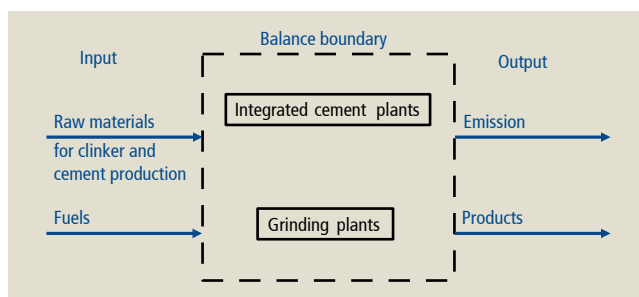 Balance boundary
Input
Output
Integrated cement plants
Raw materials
for clinker and
cement production
Emission
Fuels
Grinding plants
Products